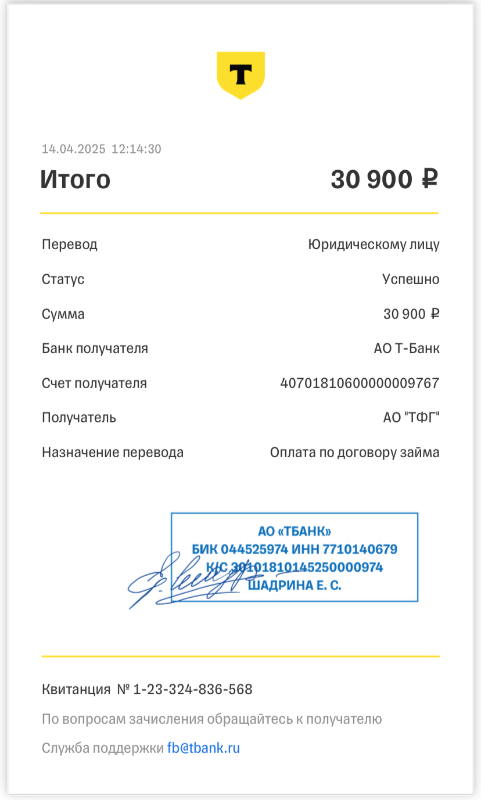 Т
14.04.2025 12:14:30
Итого 30 900 ₽
Перевод Юридическому лицу
Статус Успешно
Сумма 30 900 ₽
Банк получателя АО Т-Банк
Счет получателя 40701810600000009767
Получатель АО "ТФГ"
Назначение перевода Оплата по договору займа
АО «ТБАНК»
БИК 044525974 ИНН 7710140679
К/С 30101810145250000974
ШАДРИНА Е. С.
Квитанция № 1-23-324-836-568
По вопросам зачисления обращайтесь к получателю
Служба поддержки fb@tbank.ru